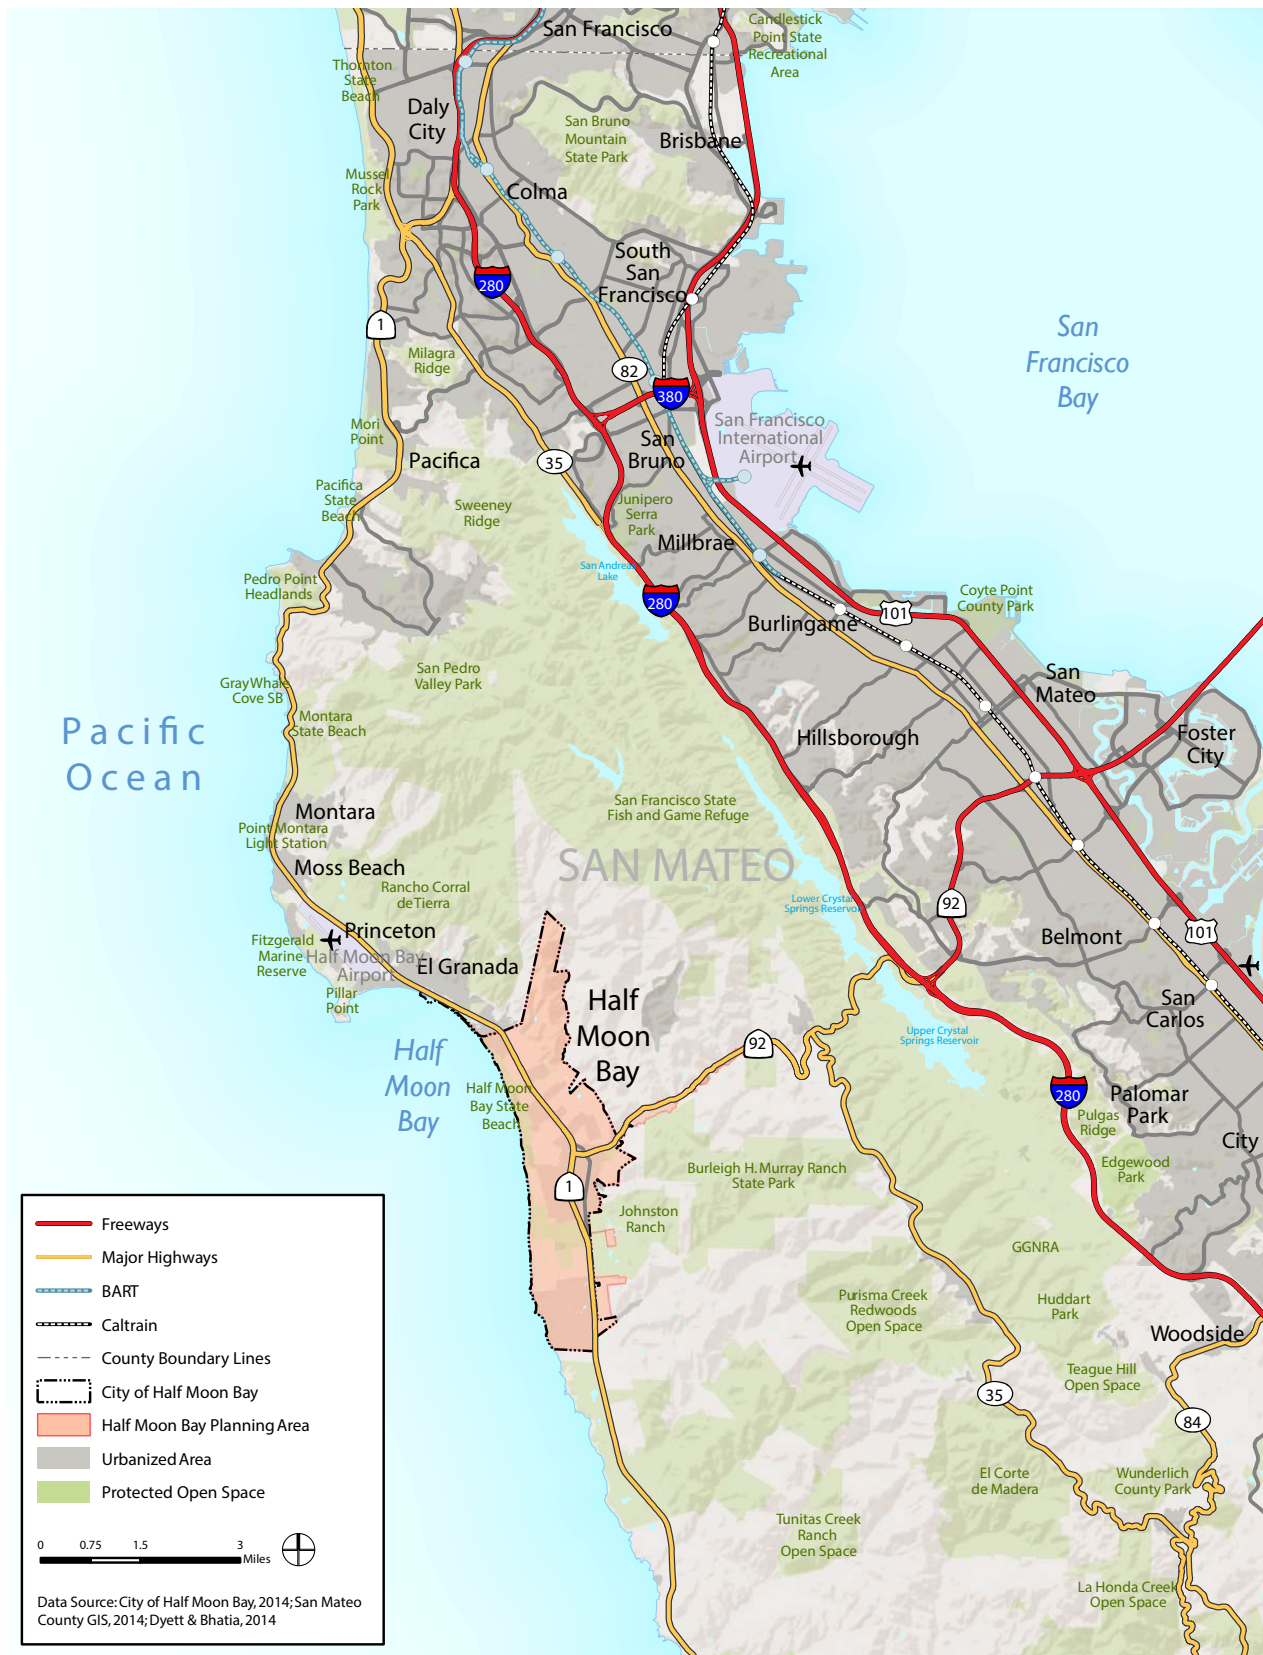 San Francisco
Candlestick
Point State
Recreational
Area
Thornton
State
Beach
Daly
City
San Bruno
Mountain
State Park
Brisbane
Mussel
Rock
Park
Colma
South
San
Francisco
280
1
San
Francisco
Bay
Milagra
Ridge
82
380
San Francisco
International
Airport
Mori
Point
Pacifica
35
San
Bruno
Pacifica
State
Beach
Sweeney
Ridge
Junipero
Serra
Park
Millbrae
San Andreas
Lake
Pedro Point
Headlands
280
Coyte Point
County Park
101
Burlingame
San Pedro
Valley Park
Gray Whale
Cove SB
San
Mateo
Montara
State Beach
Pacific
Ocean
Hillsborough
Foster
City
Montara
San Francisco State
Fish and Game Refuge
Point Montara
Light Station
Moss Beach
SAN MATEO
Rancho Corral
de Tierra
Lower Crystal
Springs Reservoir
92
Princeton
Belmont
101
Fitzgerald
Marine
Reserve
Half Moon Bay
Airport
El Granada
Pillar
Point
Half
Moon
Bay
San
Carlos
Upper Crystal
Springs Reservoir
92
Half
Moon
Bay
Half Moon
Bay State
Beach
280
Palomar
Park
Pulgas
Ridge
City
Edgewood
Park
Burleigh H. Murray Ranch
State Park
1
Johnston
Ranch
GGNRA
Purisma Creek
Redwoods
Open Space
Huddart
Park
Woodside
Teague Hill
Open Space
35
84
El Corte
de Madera
Wunderlich
County Park
Tunitas Creek
Ranch
Open Space
La Honda Creek
Open Space
Freeways
Major Highways
BART
Caltrain
County Boundary Lines
City of Half Moon Bay
Half Moon Bay Planning Area
Urbanized Area
Protected Open Space
0 0.75 1.5 3
Miles
Data Source: City of Half Moon Bay, 2014; San Mateo
County GIS, 2014; Dyett & Bhatia, 2014